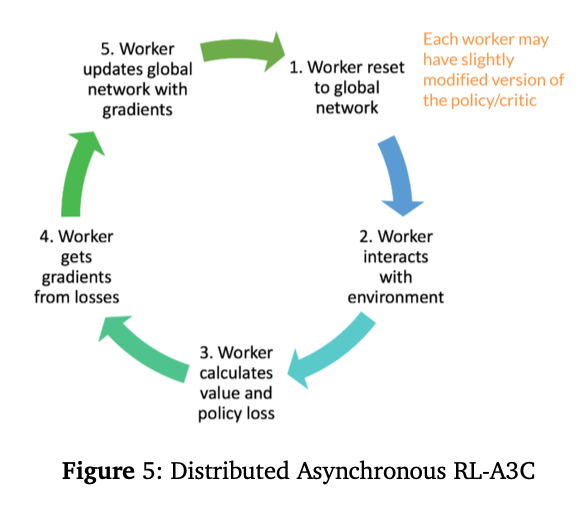 1. Worker reset
to global
network
Each worker may
have slightly
modified version of
the policy/critic
2. Worker
interacts
with
environment
3. Worker
calculates
value and
policy loss
4. Worker
gets
gradients
from losses
5. Worker
updates global
network with
gradients
Figure 5: Distributed Asynchronous RL-A3C